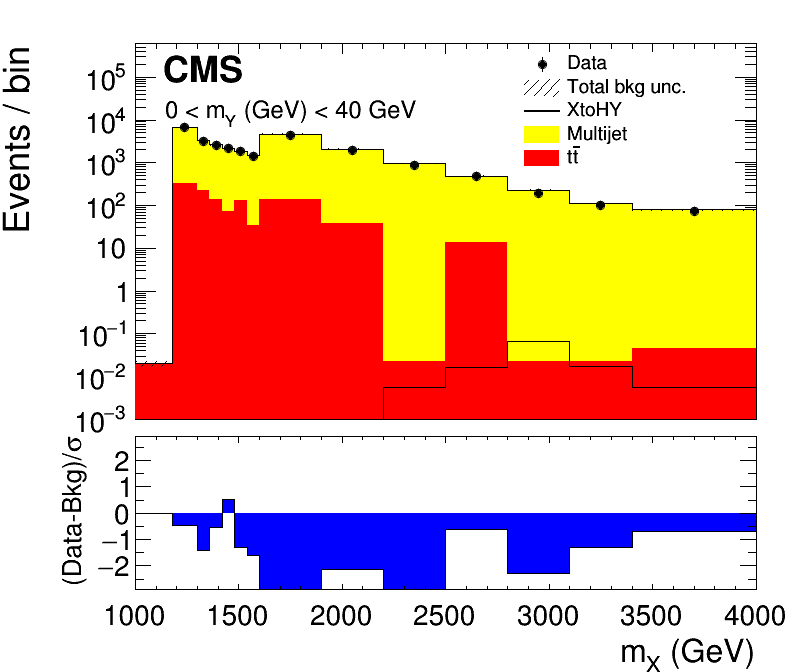 CMS
0 < m_Y (GeV) < 40 GeV
Data
Total bkg unc.
XtoHY
Multijet
tt̄
Events / bin
10^5
10^4
10^3
10^2
10
1
10^−1
10^−2
10^−3
(Data-Bkg)/σ
2
1
0
−1
−2
1000 1500 2000 2500 3000 3500 4000
m_X (GeV)